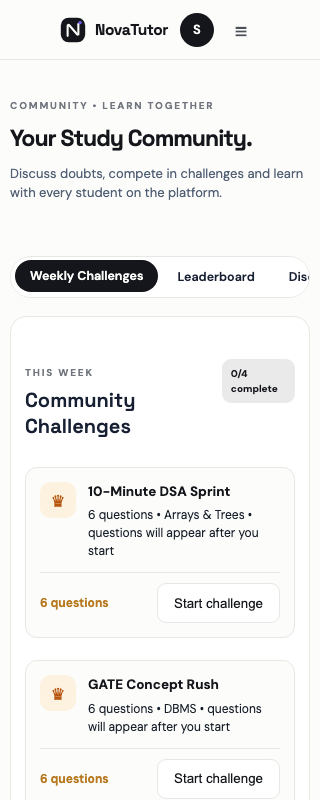 NovaTutor
S
COMMUNITY • LEARN TOGETHER
Your Study Community.
Discuss doubts, compete in challenges and learn
with every student on the platform.
Weekly Challenges
Leaderboard
THIS WEEK
0/4
complete
Community
Challenges
10-Minute DSA Sprint
6 questions • Arrays & Trees •
questions will appear after you
start
6 questions
Start challenge
GATE Concept Rush
6 questions • DBMS • questions
will appear after you start
6 questions
Start challenge